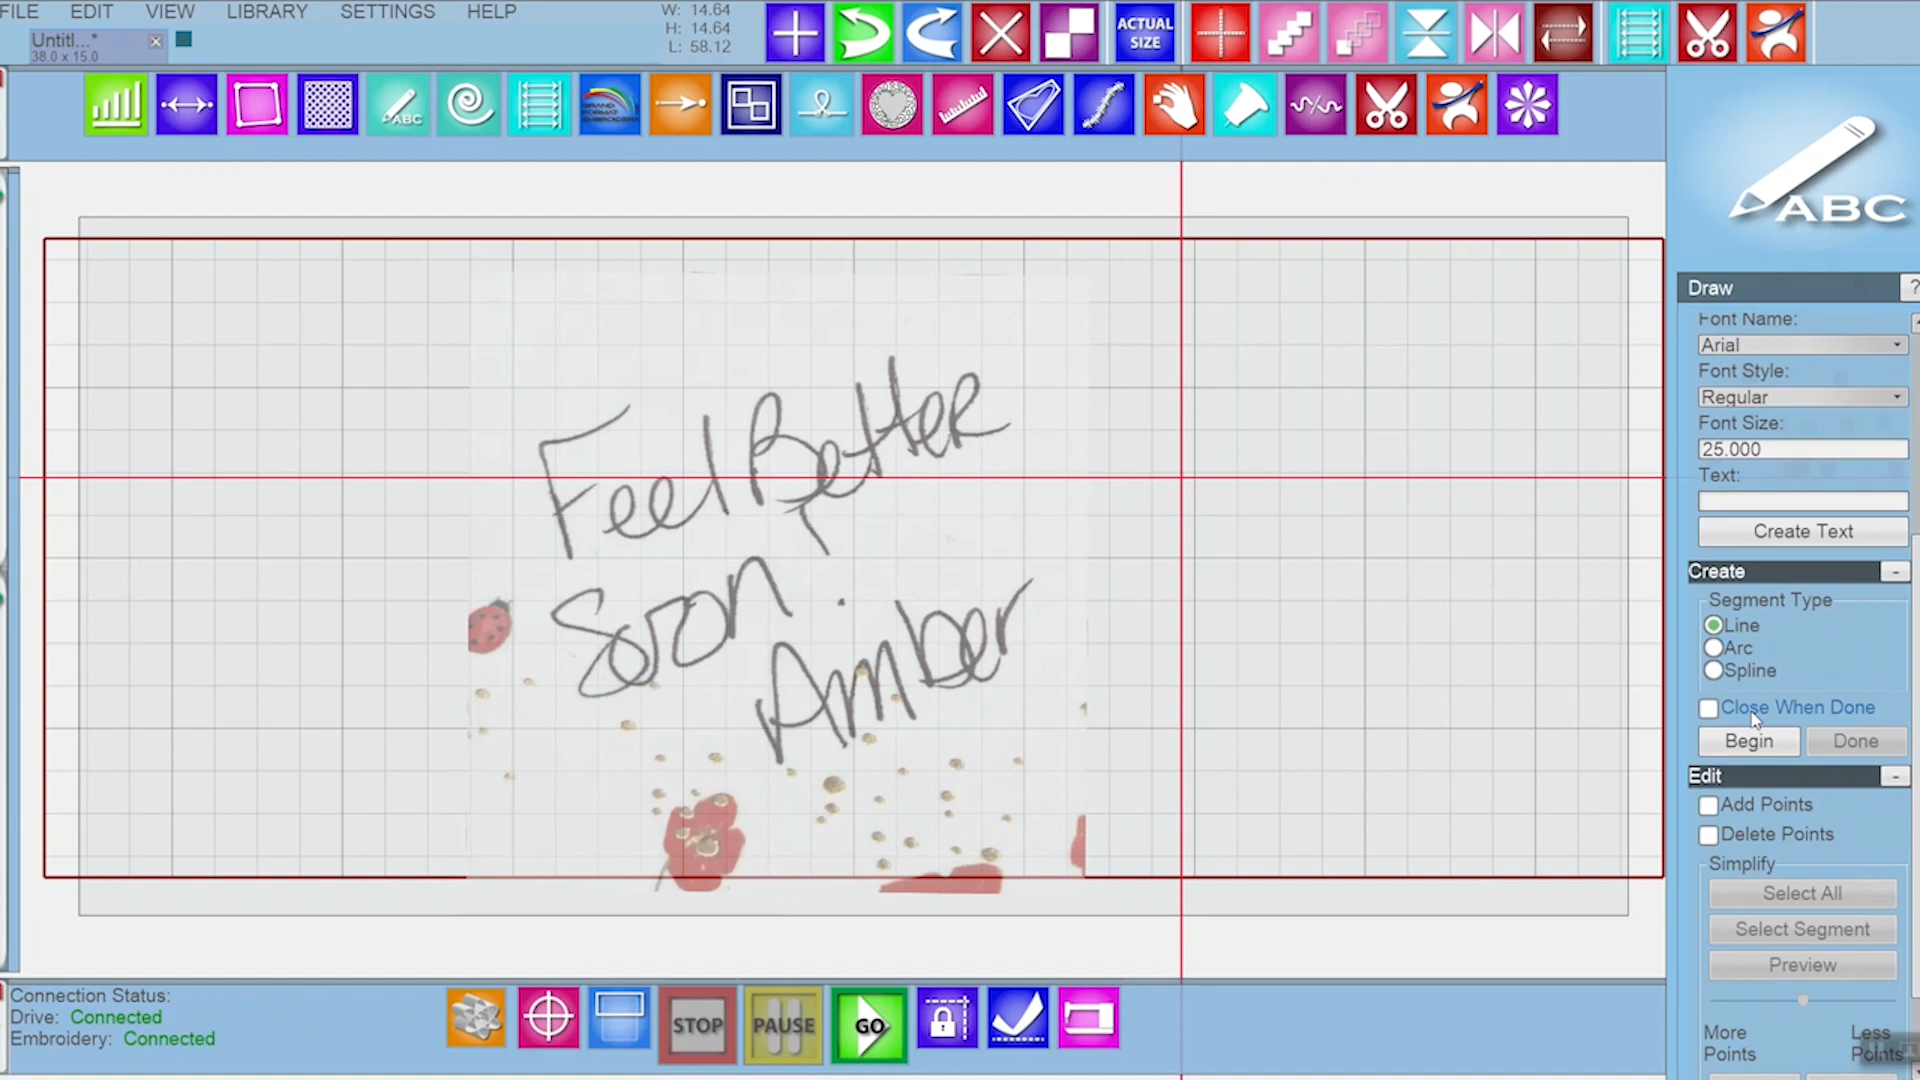 FILE EDIT VIEW LIBRARY SETTINGS HELP
W: 14.64
H: 14.64
L: 58.12
ACTUAL SIZE
Untitl...*
38.0 x 15.0
ABC
ABC
Draw
?
Font Name:
Arial
Font Style:
Regular
Font Size:
25.000
Text:
Create Text
Create -
Segment Type
Line
Arc
Spline
Close When Done
Begin Done
Edit -
Add Points
Delete Points
Simplify
Select All
Select Segment
Preview
More Points Less Points
Feel Better
Soon!
Amber
Connection Status:
Drive: Connected
Embroidery: Connected
STOP PAUSE GO